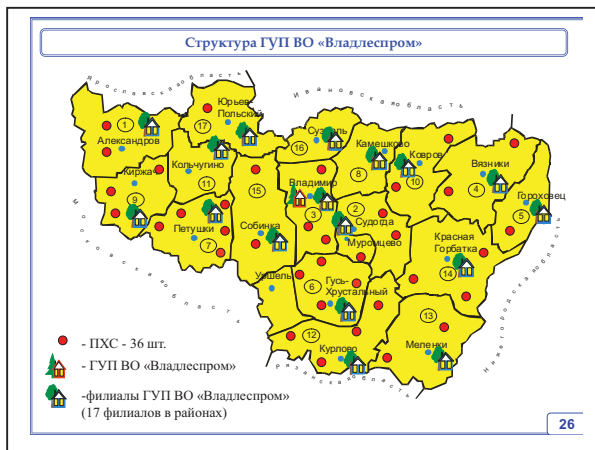 Структура ГУП ВО «Владлеспром»
Ярославская область
Ивановская область
Юрьев-
Польский
17
1
Александров
Суздаль
16
Камешково
8
Ковров
10
Вязники
4
Гороховец
5
Киржач
9
Кольчугино
11
15
Владимир
3
2
Судогда
Муромцево
Петушки
7
Собинка
Красная
Горбатка
14
Московская область
Уршель
6
Гусь-
Хрустальный
13
Меленки
12
Курлово
Рязанская область
Нижегородская область
- ПХС - 36 шт.
- ГУП ВО «Владлеспром»
-филиалы ГУП ВО «Владлеспром»
(17 филиалов в районах)
26